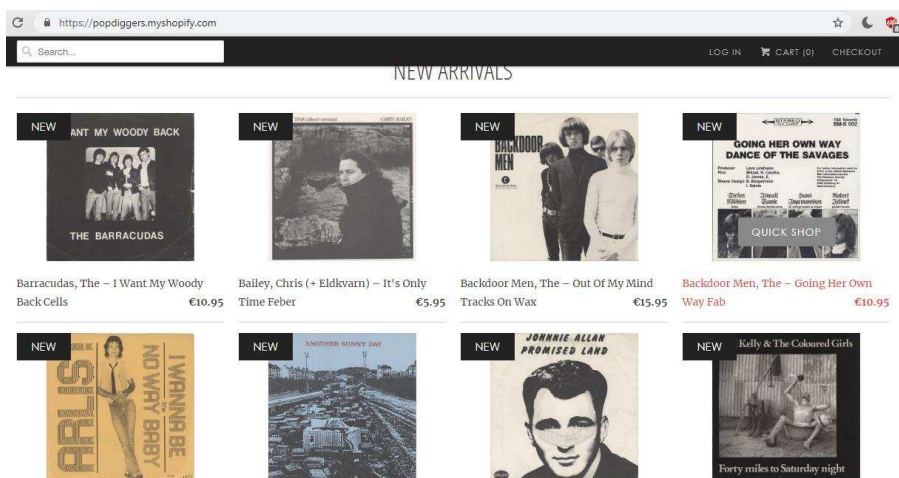 https://popdiggers.myshopify.com
Search...
LOG IN
CART (0)
CHECKOUT
NEW ARRIVALS
NEW
ANT MY WOODY BACK
THE BARRACUDAS
NEW
CHRIS BAILEY
NEW
BACKDOOR
MEN
NEW
STEREO
BM-S 002
GOING HER OWN WAY
DANCE OF THE SAVAGES
QUICK SHOP
Barracudas, The – I Want My Woody
Back Cells €10.95
Bailey, Chris (+ Eldkvarn) – It's Only
Time Feber €5.95
Backdoor Men, The – Out Of My Mind
Tracks On Wax €15.95
Backdoor Men, The – Going Her Own
Way Fab €10.95
NEW
I WANNA BE
NO WAY BABY
NEW
ANOTHER SUNNY DAY
NEW
JOHNNIE ALLAN
PROMISED LAND
NEW
Kelly & The Coloured Girls
Forty miles to Saturday night